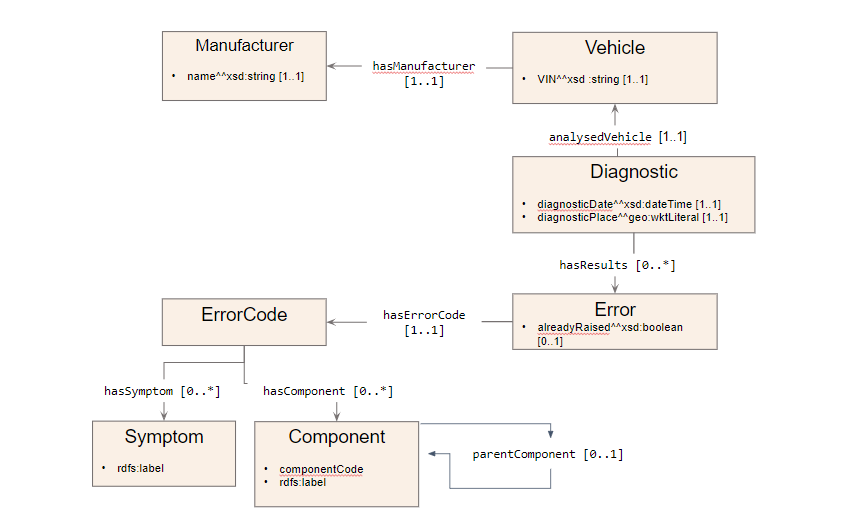 Manufacturer
• name^^xsd:string [1..1]
hasManufacturer
[1..1]
Vehicle
• VIN^^xsd :string [1..1]
analysedVehicle [1..1]
Diagnostic
• diagnosticDate^^xsd:dateTime [1..1]
• diagnosticPlace^^geo:wktLiteral [1..1]
hasResults [0..*]
Error
• alreadyRaised^^xsd:boolean
[0..1]
hasErrorCode
[1..1]
ErrorCode
hasSymptom [0..*]
hasComponent [0..*]
Symptom
• rdfs:label
Component
• componentCode
• rdfs:label
parentComponent [0..1]